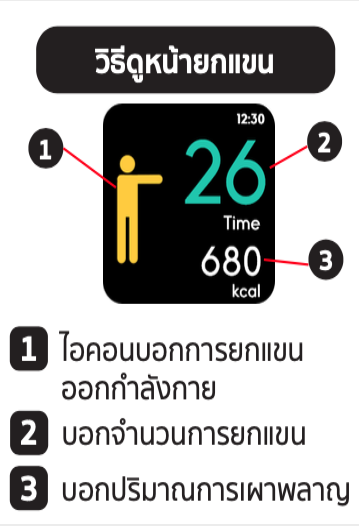 วิธีดูหน้ายกแขน
12:30
1
26
2
Time
680
3
kcal
1 ไอคอนบอกการยกแขน
ออกกำลังกาย
2 บอกจำนวนการยกแขน
3 บอกปริมาณการเผาพลาญ